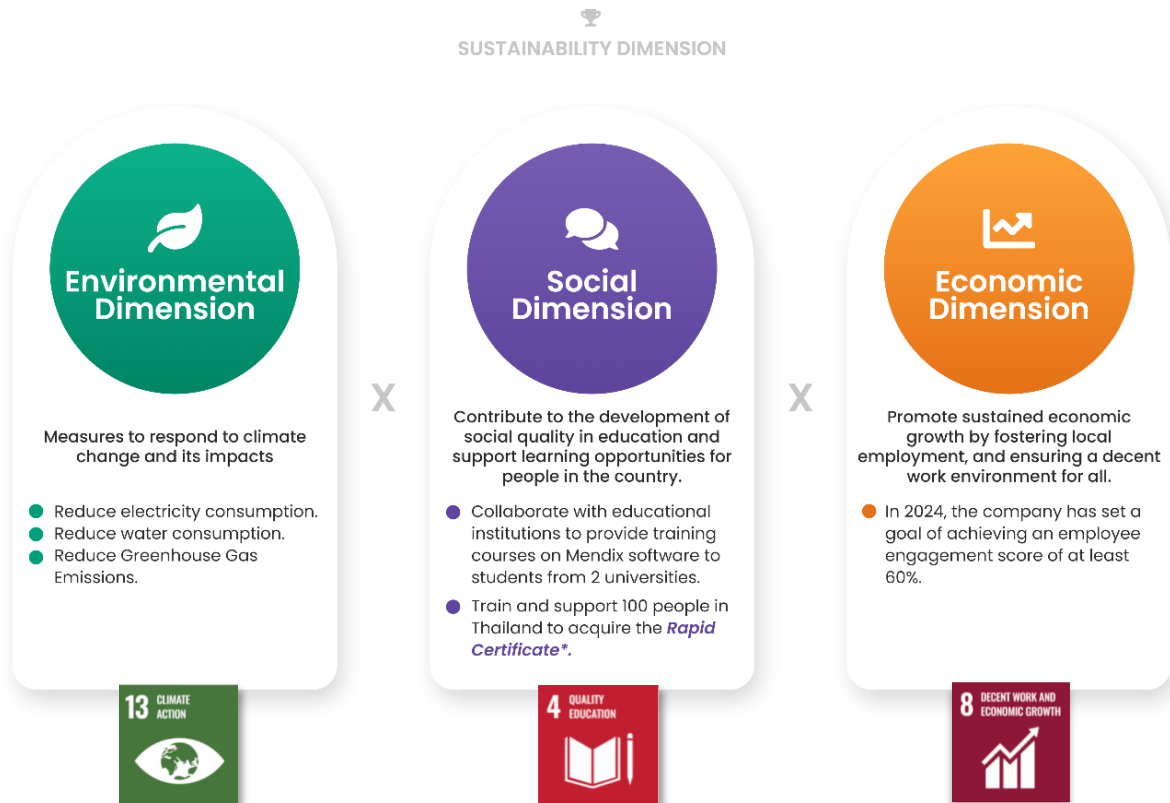 SUSTAINABILITY DIMENSION
Environmental
Dimension
Measures to respond to climate
change and its impacts
Reduce electricity consumption.
Reduce water consumption.
Reduce Greenhouse Gas
Emissions.
13 CLIMATE
ACTION
X
Social
Dimension
Contribute to the development of
social quality in education and
support learning opportunities for
people in the country.
Collaborate with educational
institutions to provide training
courses on Mendix software to
students from 2 universities.
Train and support 100 people in
Thailand to acquire the Rapid
Certificate*.
4 QUALITY
EDUCATION
X
Economic
Dimension
Promote sustained economic
growth by fostering local
employment, and ensuring a decent
work environment for all.
In 2024, the company has set a
goal of achieving an employee
engagement score of at least
60%.
8 DECENT WORK AND
ECONOMIC GROWTH